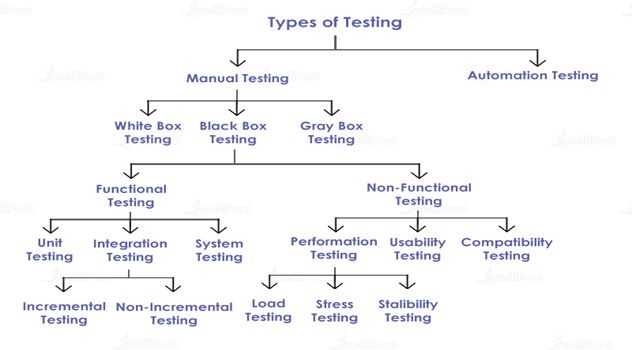 Types of Testing
Manual Testing
Automation Testing
White Box
Testing
Black Box
Testing
Gray Box
Testing
Functional
Testing
Non-Functional
Testing
Unit
Testing
Integration
Testing
System
Testing
Performation
Testing
Usability
Testing
Compatibility
Testing
Incremental
Testing
Non-Incremental
Testing
Load
Testing
Stress
Testing
Stalibility
Testing